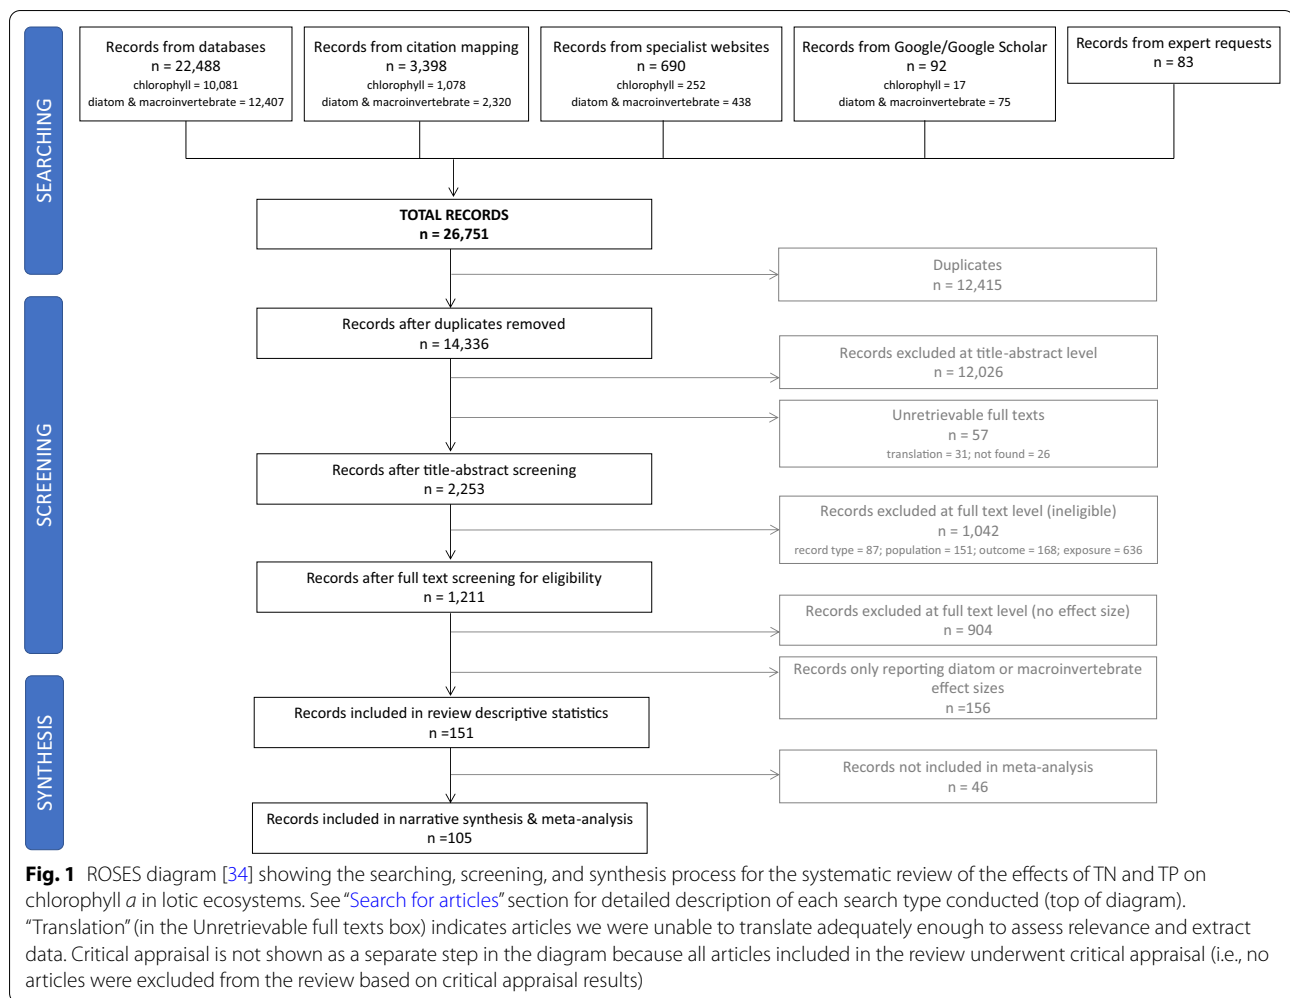 SEARCHING
Records from databases
n = 22,488
chlorophyll = 10,081
diatom & macroinvertebrate = 12,407
Records from citation mapping
n = 3,398
chlorophyll = 1,078
diatom & macroinvertebrate = 2,320
Records from specialist websites
n = 690
chlorophyll = 252
diatom & macroinvertebrate = 438
Records from Google/Google Scholar
n = 92
chlorophyll = 17
diatom & macroinvertebrate = 75
Records from expert requests
n = 83
TOTAL RECORDS
n = 26,751
Duplicates
n = 12,415
SCREENING
Records after duplicates removed
n = 14,336
Records excluded at title-abstract level
n = 12,026
Unretrievable full texts
n = 57
translation = 31; not found = 26
Records after title-abstract screening
n = 2,253
Records excluded at full text level (ineligible)
n = 1,042
record type = 87; population = 151; outcome = 168; exposure = 636
Records after full text screening for eligibility
n = 1,211
Records excluded at full text level (no effect size)
n = 904
Records only reporting diatom or macroinvertebrate
effect sizes
n =156
SYNTHESIS
Records included in review descriptive statistics
n =151
Records not included in meta-analysis
n = 46
Records included in narrative synthesis & meta-analysis
n =105
Fig. 1 ROSES diagram [34] showing the searching, screening, and synthesis process for the systematic review of the effects of TN and TP on
chlorophyll a in lotic ecosystems. See “Search for articles” section for detailed description of each search type conducted (top of diagram).
“Translation” (in the Unretrievable full texts box) indicates articles we were unable to translate adequately enough to assess relevance and extract
data. Critical appraisal is not shown as a separate step in the diagram because all articles included in the review underwent critical appraisal (i.e., no
articles were excluded from the review based on critical appraisal results)